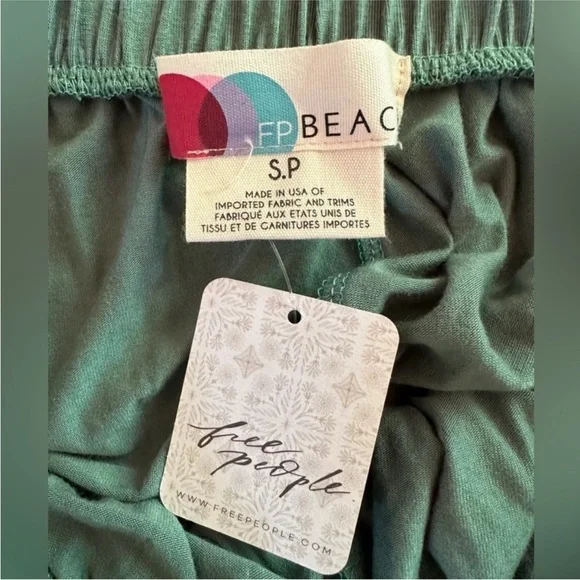 FP BEAC
S.P
MADE IN USA OF
IMPORTED FABRIC AND TRIMS
FABRIQUÉ AUX ETATS UNIS DE
TISSU ET DE GARNITURES IMPORTES
free
people
WWW.FREEPEOPLE.COM